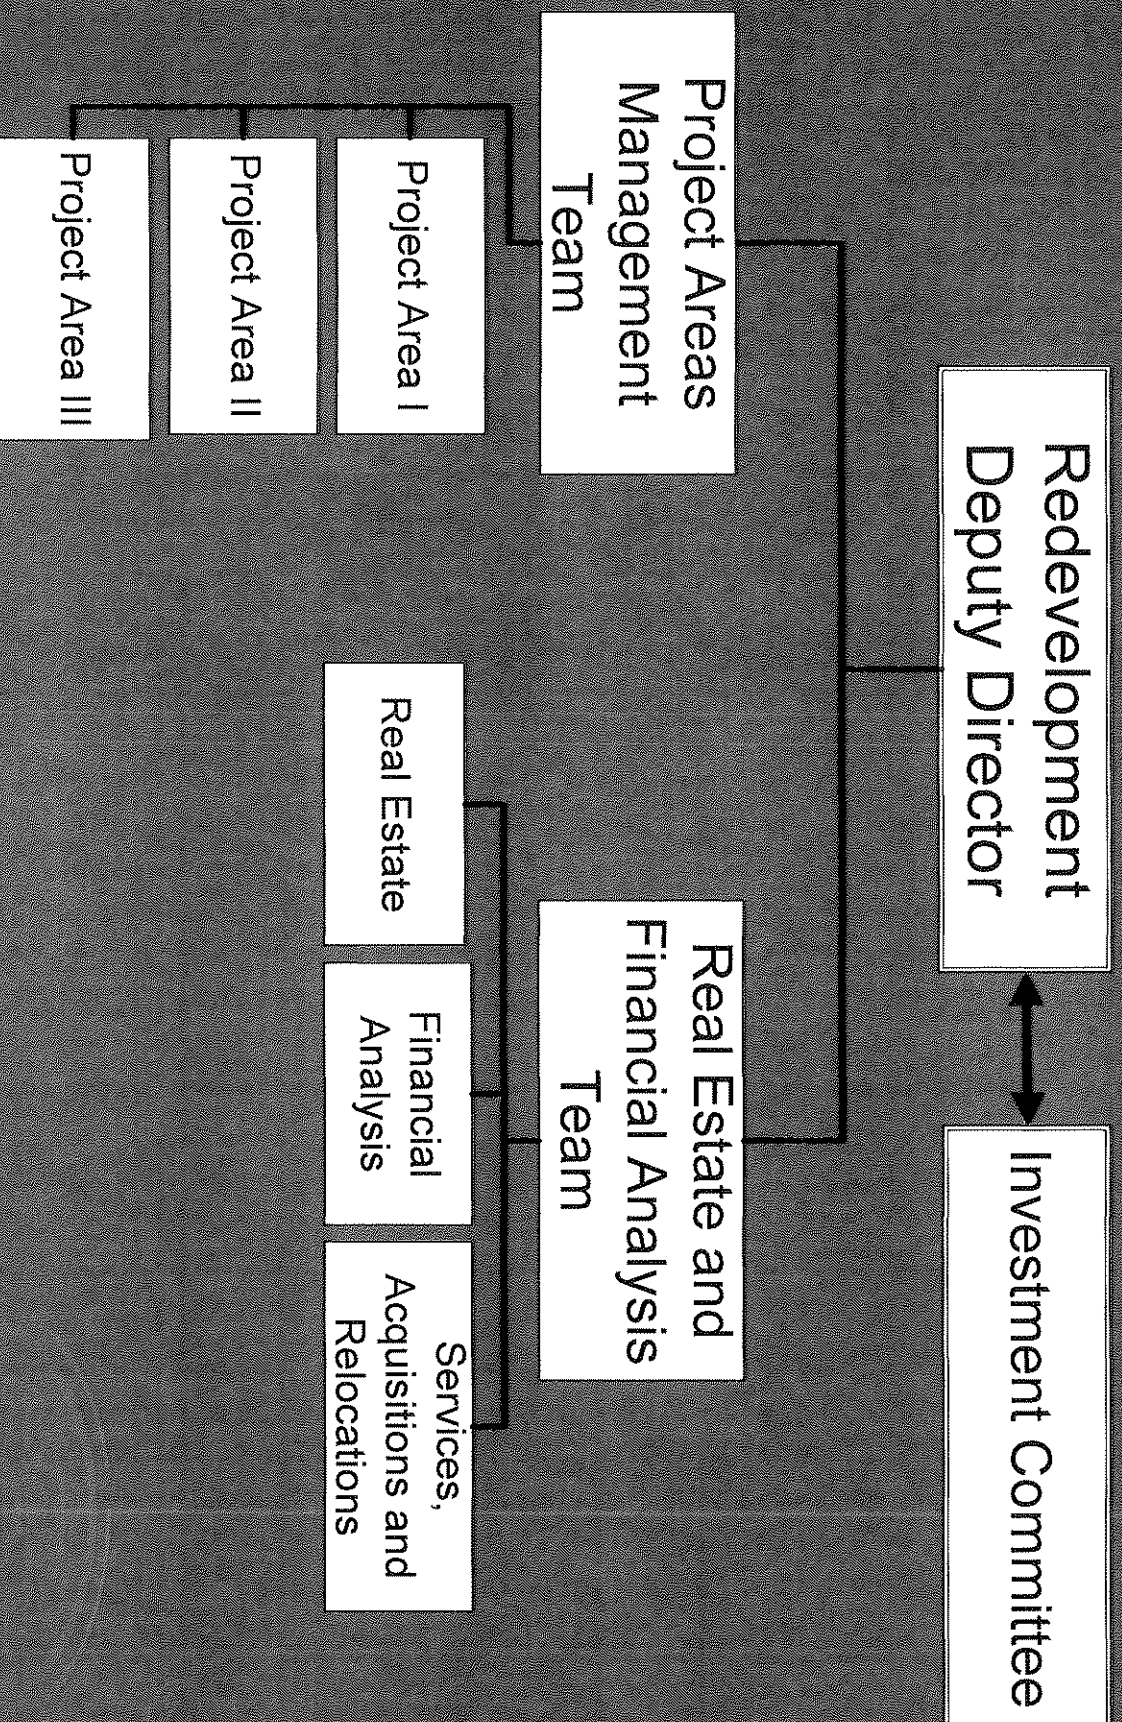 Redevelopment
Deputy Director
Investment Committee
Project Areas
Management
Team
Real Estate and
Financial Analysis
Team
Project Area I
Project Area II
Project Area III
Real Estate
Financial
Analysis
Services,
Acquisitions and
Relocations